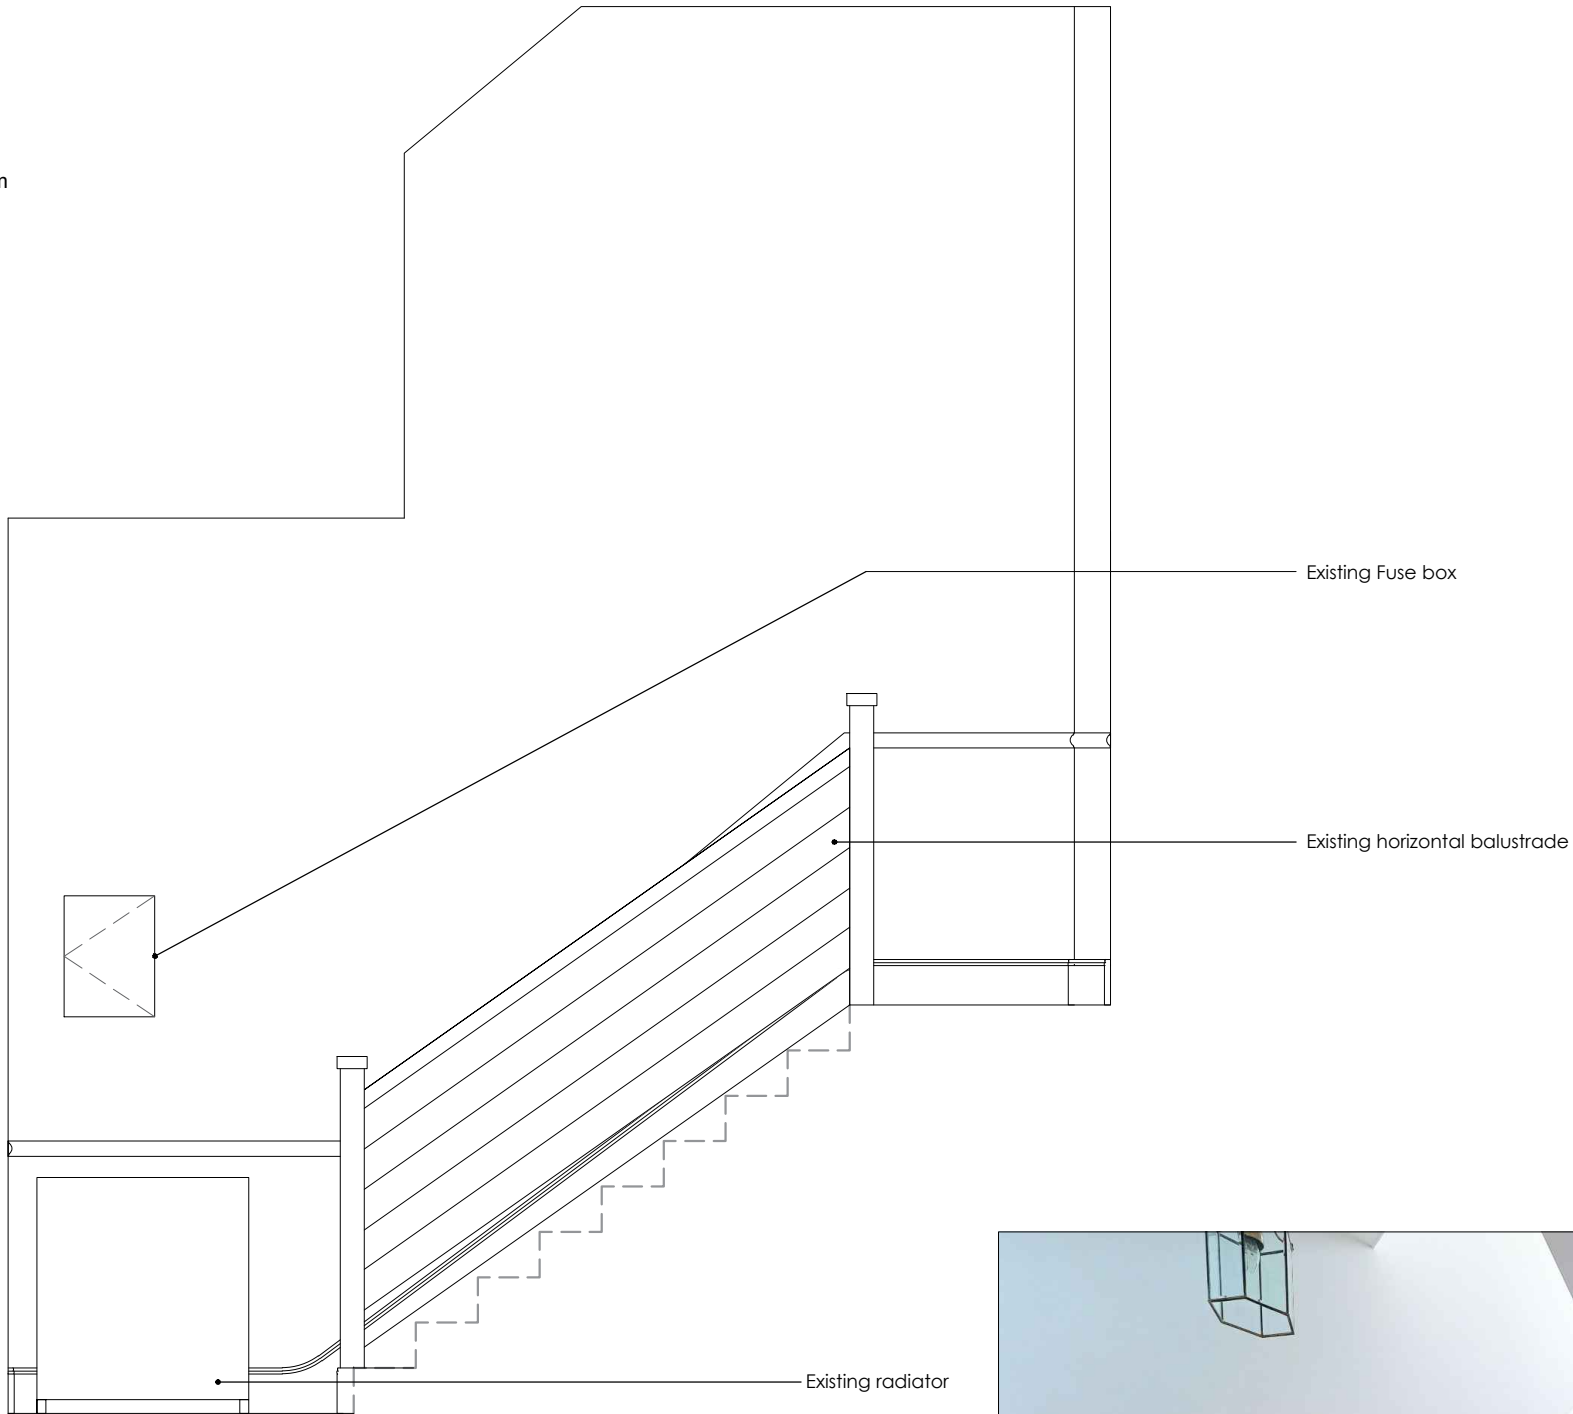 Existing Fuse box
Existing horizontal balustrade
Existing radiator